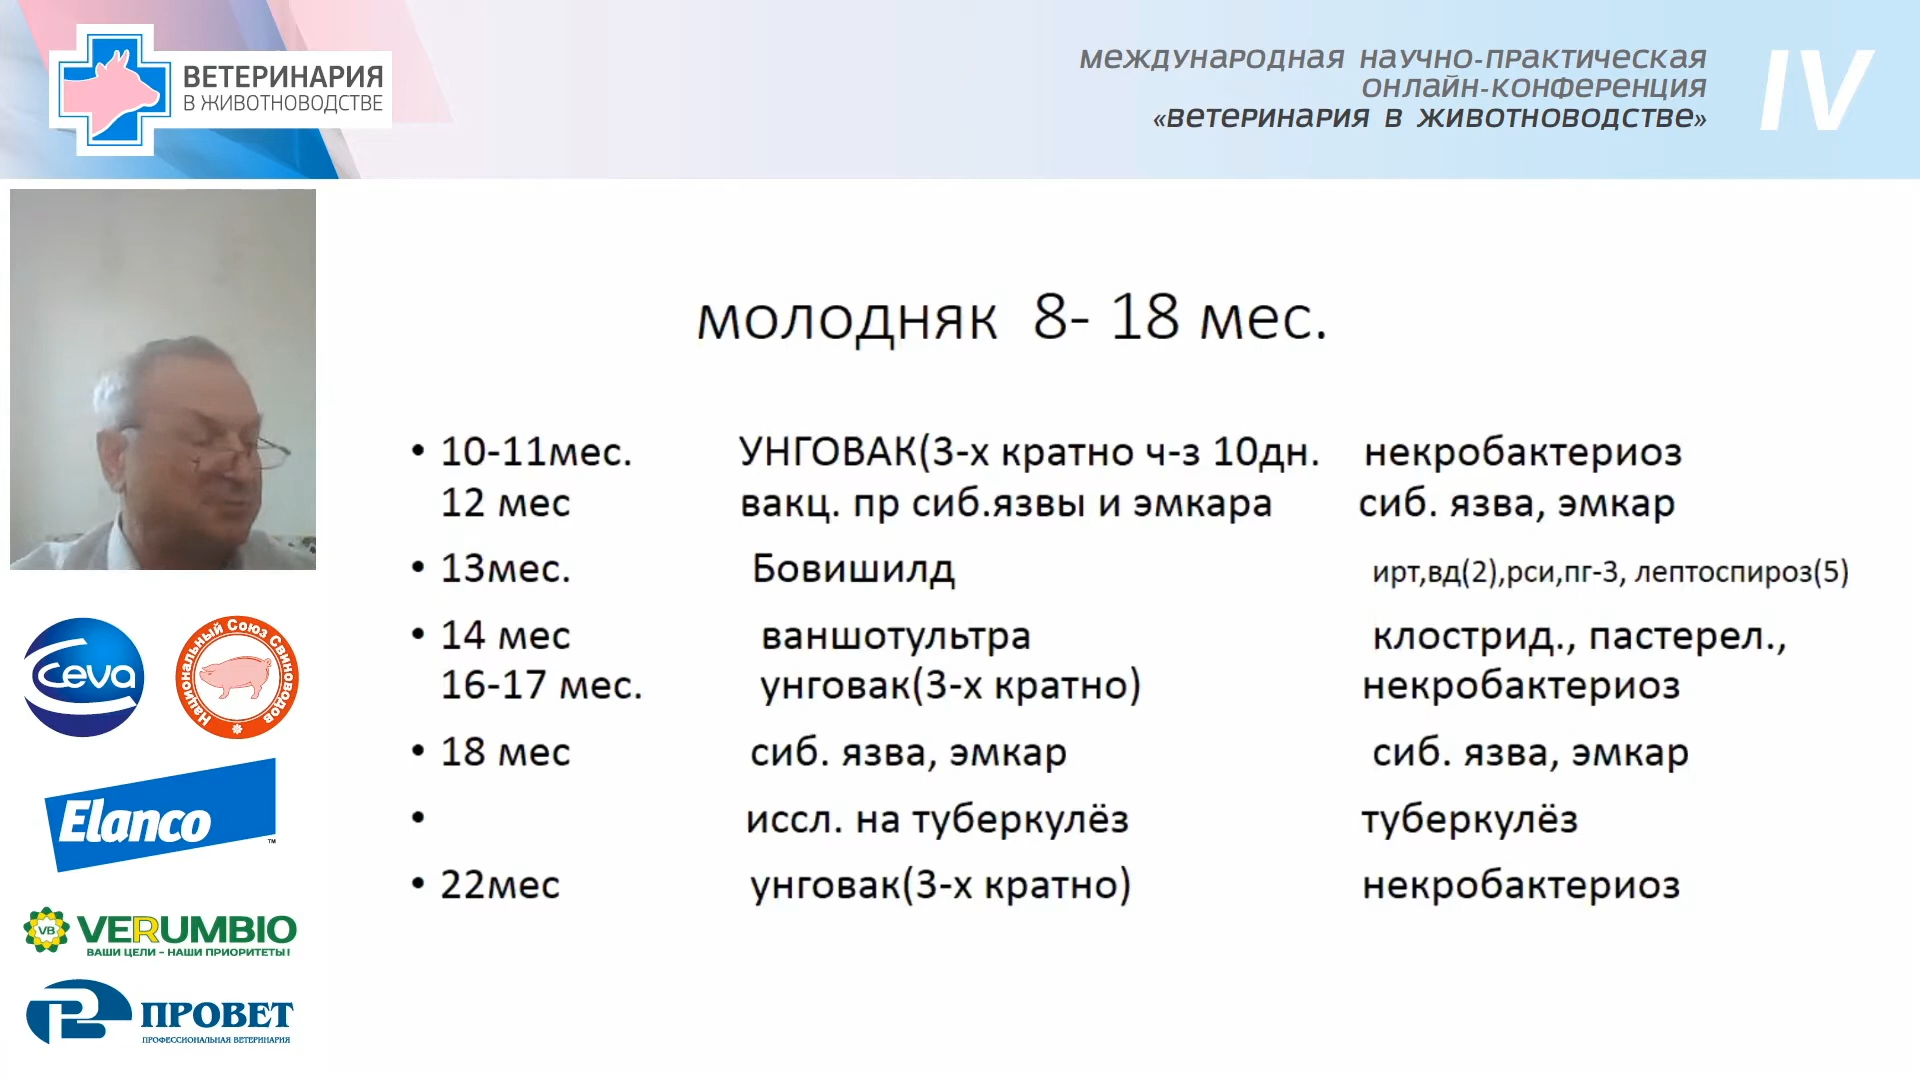 ВЕТЕРИНАРИЯ
В ЖИВОТНОВОДСТВЕ
МЕЖДУНАРОДНАЯ НАУЧНО-ПРАКТИЧЕСКАЯ
ОНЛАЙН-КОНФЕРЕНЦИЯ
«ВЕТЕРИНАРИЯ В ЖИВОТНОВОДСТВЕ»
IV
молодняк 8- 18 мес.
• 10-11мес. УНГОВАК(3-х кратно ч-з 10дн. некробактериоз
12 мес вакц. пр сиб.язвы и эмкара сиб. язва, эмкар
• 13мес. Бовишилд ирт,вд(2),рси,пг-3, лептоспироз(5)
• 14 мес ваншотультра клострид., пастерел.,
16-17 мес. унговак(3-х кратно) некробактериоз
• 18 мес сиб. язва, эмкар сиб. язва, эмкар
• иссл. на туберкулёз туберкулёз
• 22мес унговак(3-х кратно) некробактериоз
Ceva
Национальный Союз Свиноводов
Elanco™
VB VERUMBIO
ВАШИ ЦЕЛИ – НАШИ ПРИОРИТЕТЫ!
ПРОВЕТ
ПРОФЕССИОНАЛЬНАЯ ВЕТЕРИНАРИЯ